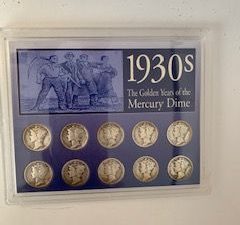 1930s
The Golden Years of the
Mercury Dime